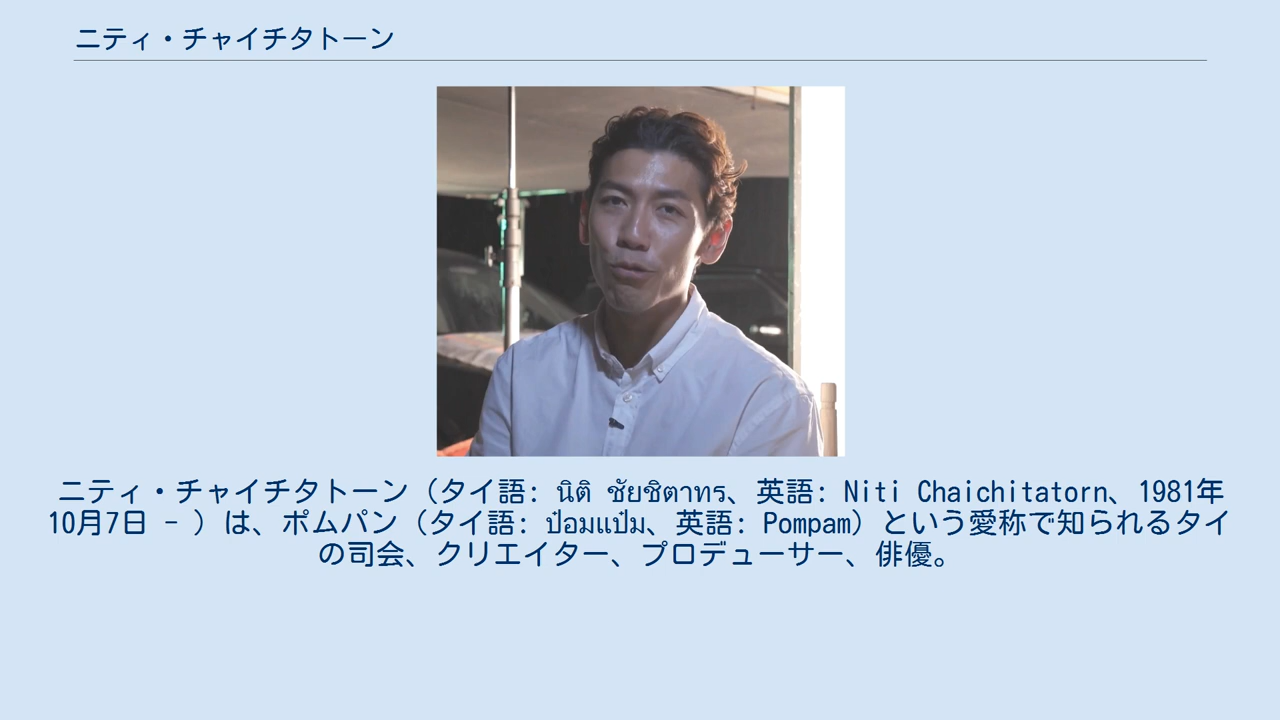 ニティ・チャイチタトーン
ニティ・チャイチタトーン（タイ語: นิติ ชัยชิตาทร、英語: Niti Chaichitatorn、1981年
10月7日 - ）は、ポムパン（タイ語: ป๋อมแป๋ม、英語: Pompam）という愛称で知られるタイ
の司会、クリエイター、プロデューサー、俳優。